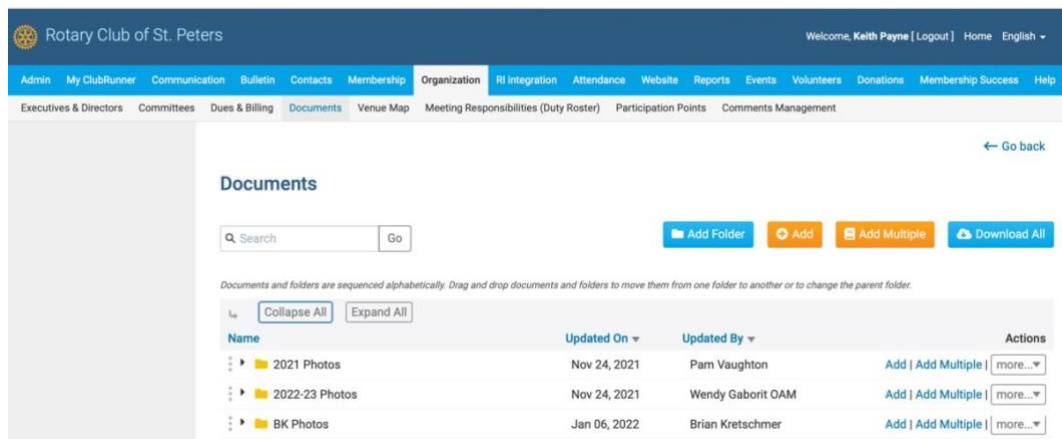 Rotary Club of St. Peters
Welcome, Keith Payne [ Logout ] Home English
Admin My ClubRunner Communication Bulletin Contacts Membership Organization RI integration Attendance Website Reports Events Volunteers Donations Membership Success Help
Executives & Directors Committees Dues & Billing Documents Venue Map Meeting Responsibilities (Duty Roster) Participation Points Comments Management
← Go back
Documents
Search Go Add Folder Add Add Multiple Download All
Documents and folders are sequenced alphabetically. Drag and drop documents and folders to move them from one folder to another or to change the parent folder.
Collapse All Expand All
Name Updated On Updated By Actions
2021 Photos Nov 24, 2021 Pam Vaughton Add | Add Multiple | more...
2022-23 Photos Nov 24, 2021 Wendy Gaborit OAM Add | Add Multiple | more...
BK Photos Jan 06, 2022 Brian Kretschmer Add | Add Multiple | more...